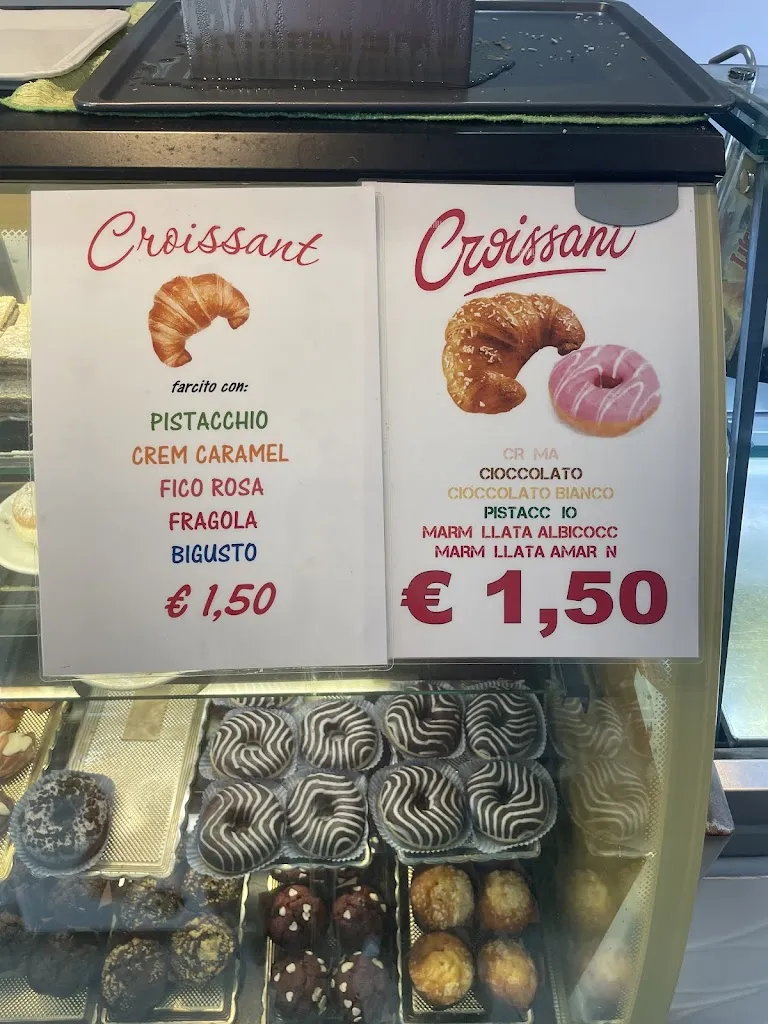 Croissant
farcito con:
PISTACCHIO
CREM CARAMEL
FICO ROSA
FRAGOLA
BIGUSTO
€ 1,50
Croissant
CR MA
CIOCCOLATO
CIOCCOLATO BIANCO
PISTACC IO
MARM LLATA ALBICOCC
MARM LLATA AMAR N
€ 1,50